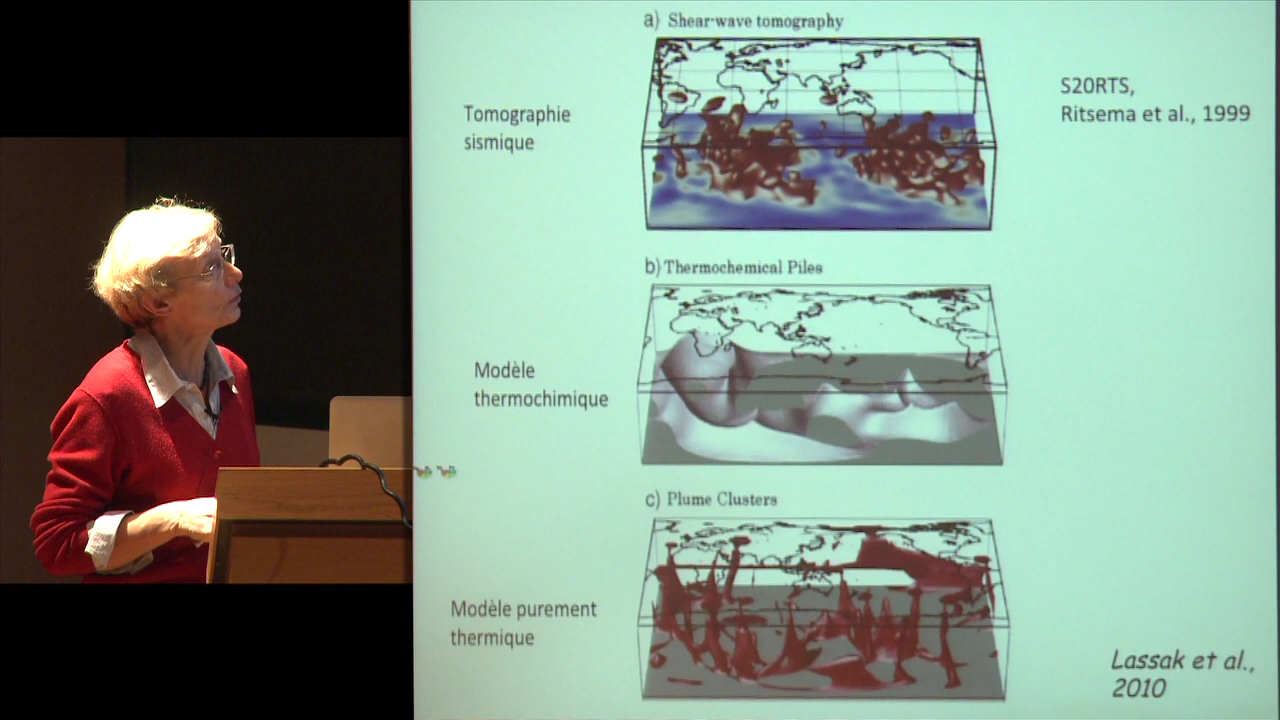 a) Shear-wave tomography
Tomographie
sismique
S20RTS,
Ritsema et al., 1999
b) Thermochemical Piles
Modèle
thermochimique
c) Plume Clusters
Modèle purement
thermique
Lassak et al.,
2010